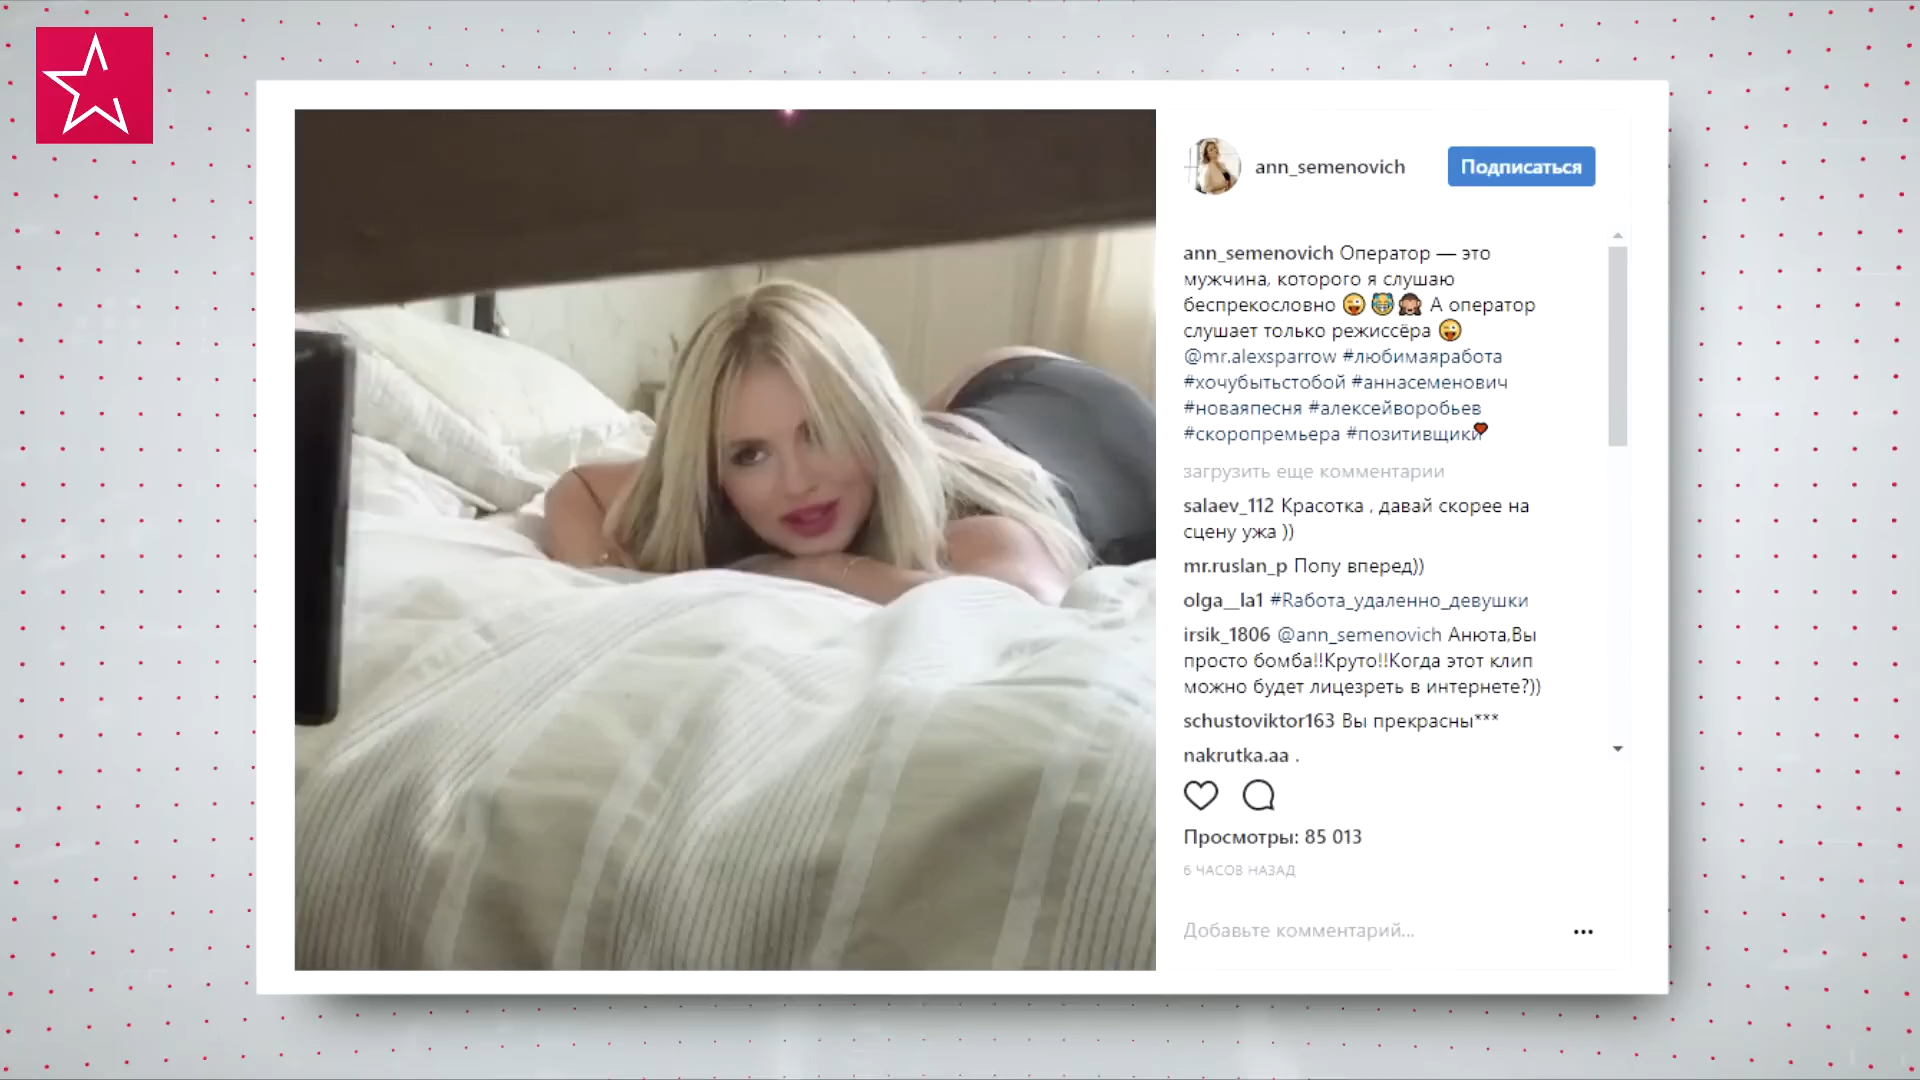 ann_semenovich
Подписаться
ann_semenovich Оператор — это
мужчина, которого я слушаю
беспрекословно 😜😹🙈 А оператор
слушает только режиссёра 😜
@mr.alexsparrow #любимаяработа
#хочубытьстобой #аннасеменович
#новаяпесня #алексейворобьев
#скоропремьера #позитивщики❤
загрузить еще комментарии
salaev_112 Красотка , давай скорее на
сцену ужа ))
mr.ruslan_p Попу вперед))
olga__la1 #Rабота_удаленно_девушки
irsik_1806 @ann_semenovich Анюта,Вы
просто бомба!!Круто!!Когда этот клип
можно будет лицезреть в интернете?))
schustoviktor163 Вы прекрасны***
nakrutka.aa .
Просмотры: 85 013
6 ЧАСОВ НАЗАД
Добавьте комментарий...